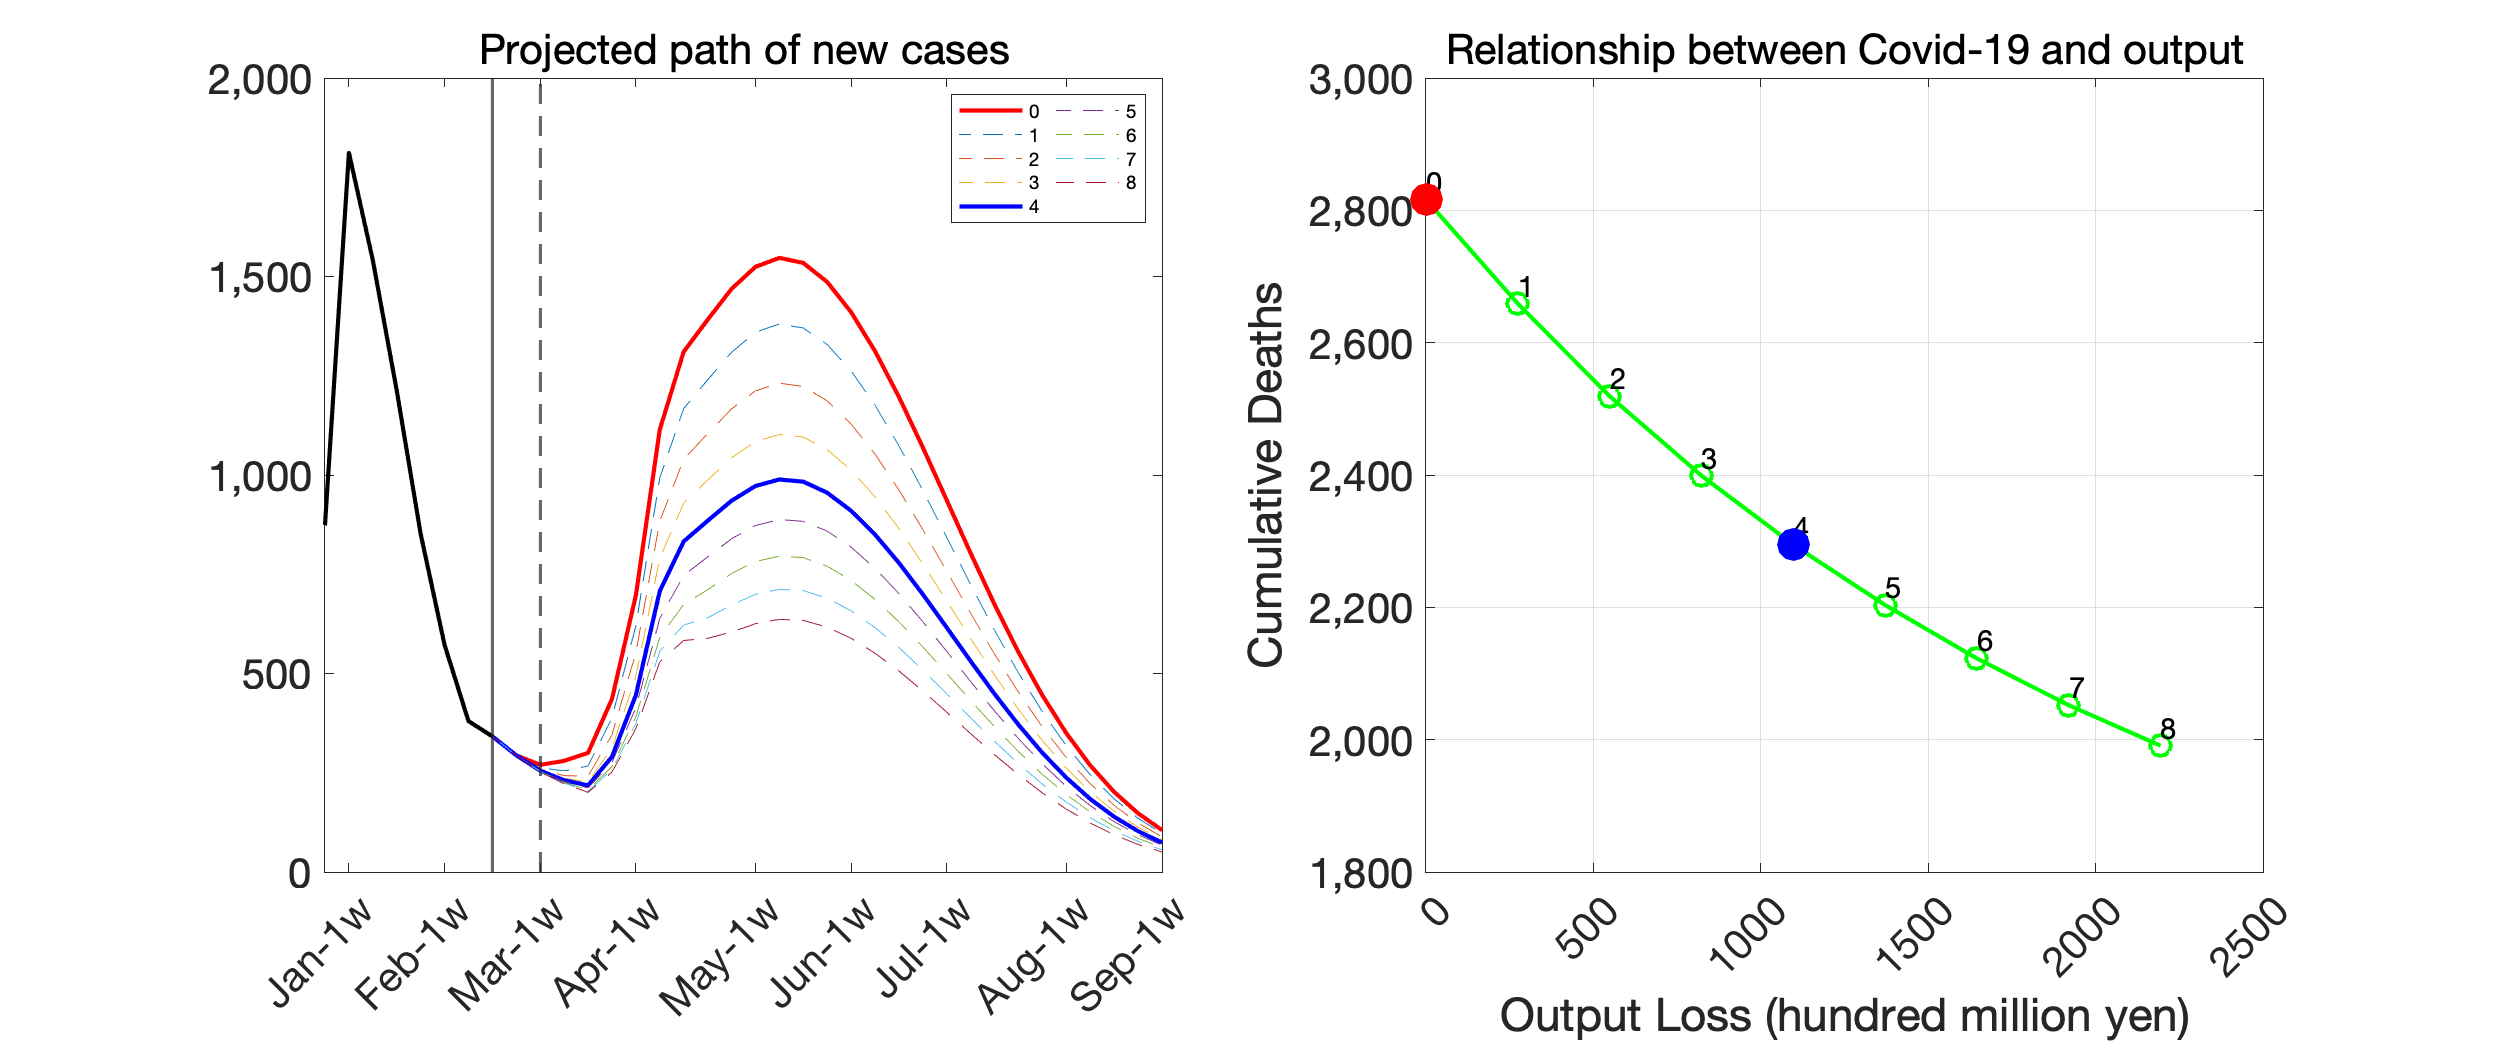 Projected path of new cases
2,000
1,500
1,000
500
0
0
1
2
3
4
5
6
7
8
Jan-1w
Feb-1w
Mar-1w
Apr-1w
May-1w
Jun-1w
Jul-1w
Aug-1w
Sep-1w
Relationship between Covid-19 and output
Cumulative Deaths
3,000
2,800
2,600
2,400
2,200
2,000
1,800
0
1
2
3
4
5
6
7
8
0
500
1000
1500
2000
2500
Output Loss (hundred million yen)